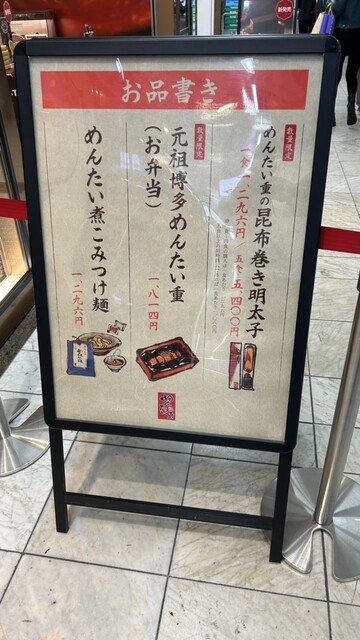 お品書き
数量限定
めんたい重の昆布巻き明太子
一食 一、二九六円 五食 五、四〇〇円
数量限定
元祖博多めんたい重
（お弁当）
一、八一四円
めんたい煮こみつけ麺
一、二九六円